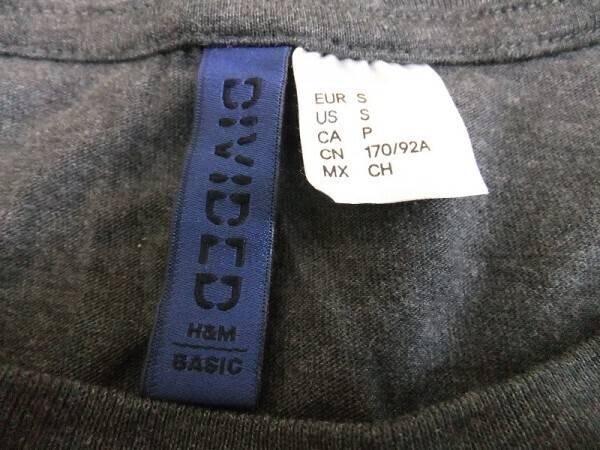 DIVIDED
H&M
BASIC
EUR S
US S
CA P
CN 170/92A
MX CH